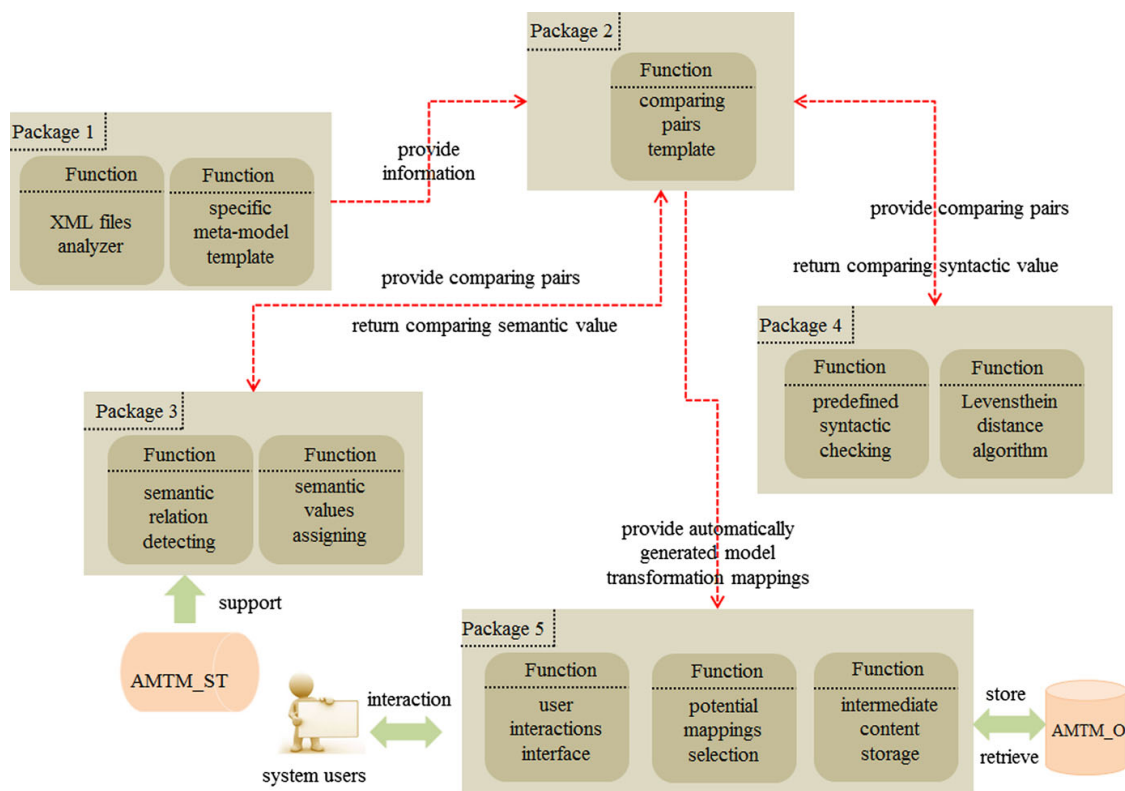 Package 2
Function
comparing
pairs
template
Package 1
Function
XML files
analyzer
Function
specific
meta-model
template
provide
information
provide comparing pairs
return comparing syntactic value
provide comparing pairs
return comparing semantic value
Package 4
Function
predefined
syntactic
checking
Function
Levensthein
distance
algorithm
Package 3
Function
semantic
relation
detecting
Function
semantic
values
assigning
provide automatically
generated model
transformation mappings
support
AMTM_ST
Package 5
Function
user
interactions
interface
Function
potential
mappings
selection
Function
intermediate
content
storage
interaction
system users
store
retrieve
AMTM_O